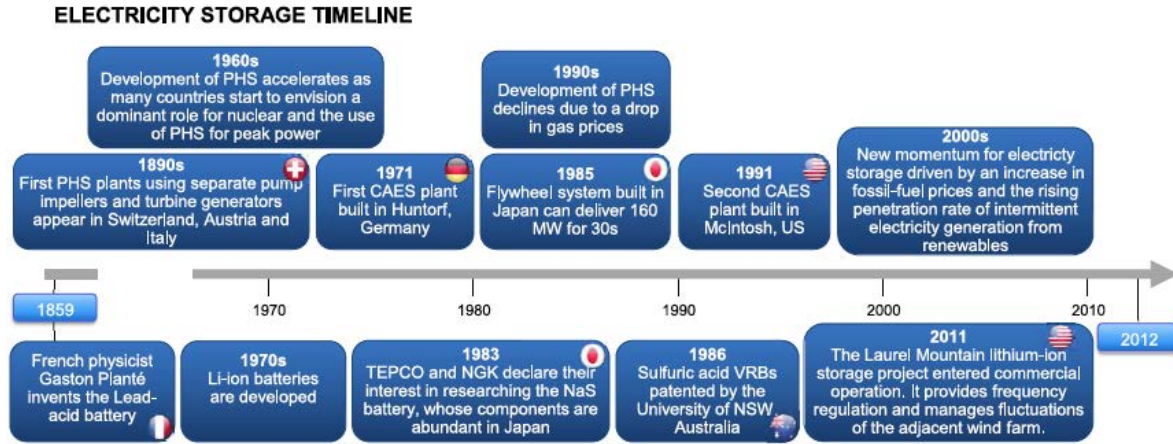 ELECTRICITY STORAGE TIMELINE
1960s
Development of PHS accelerates as
many countries start to envision a
dominant role for nuclear and the use
of PHS for peak power
1990s
Development of PHS
declines due to a drop
in gas prices
1890s
First PHS plants using separate pump
impellers and turbine generators
appear in Switzerland, Austria and
Italy
1971
First CAES plant
built in Huntorf,
Germany
1985
Flywheel system built in
Japan can deliver 160
MW for 30s
1991
Second CAES
plant built in
McIntosh, US
2000s
New momentum for electricty
storage driven by an increase in
fossil-fuel prices and the rising
penetration rate of intermittent
electricity generation from
renewables
1859
1970
1980
1990
2000
2010
2012
French physicist
Gaston Planté
invents the Lead-
acid battery
1970s
Li-ion batteries
are developed
1983
TEPCO and NGK declare their
interest in researching the NaS
battery, whose components are
abundant in Japan
1986
Sulfuric acid VRBs
patented by the
University of NSW,
Australia
2011
The Laurel Mountain lithium-ion
storage project entered commercial
operation. It provides frequency
regulation and manages fluctuations
of the adjacent wind farm.